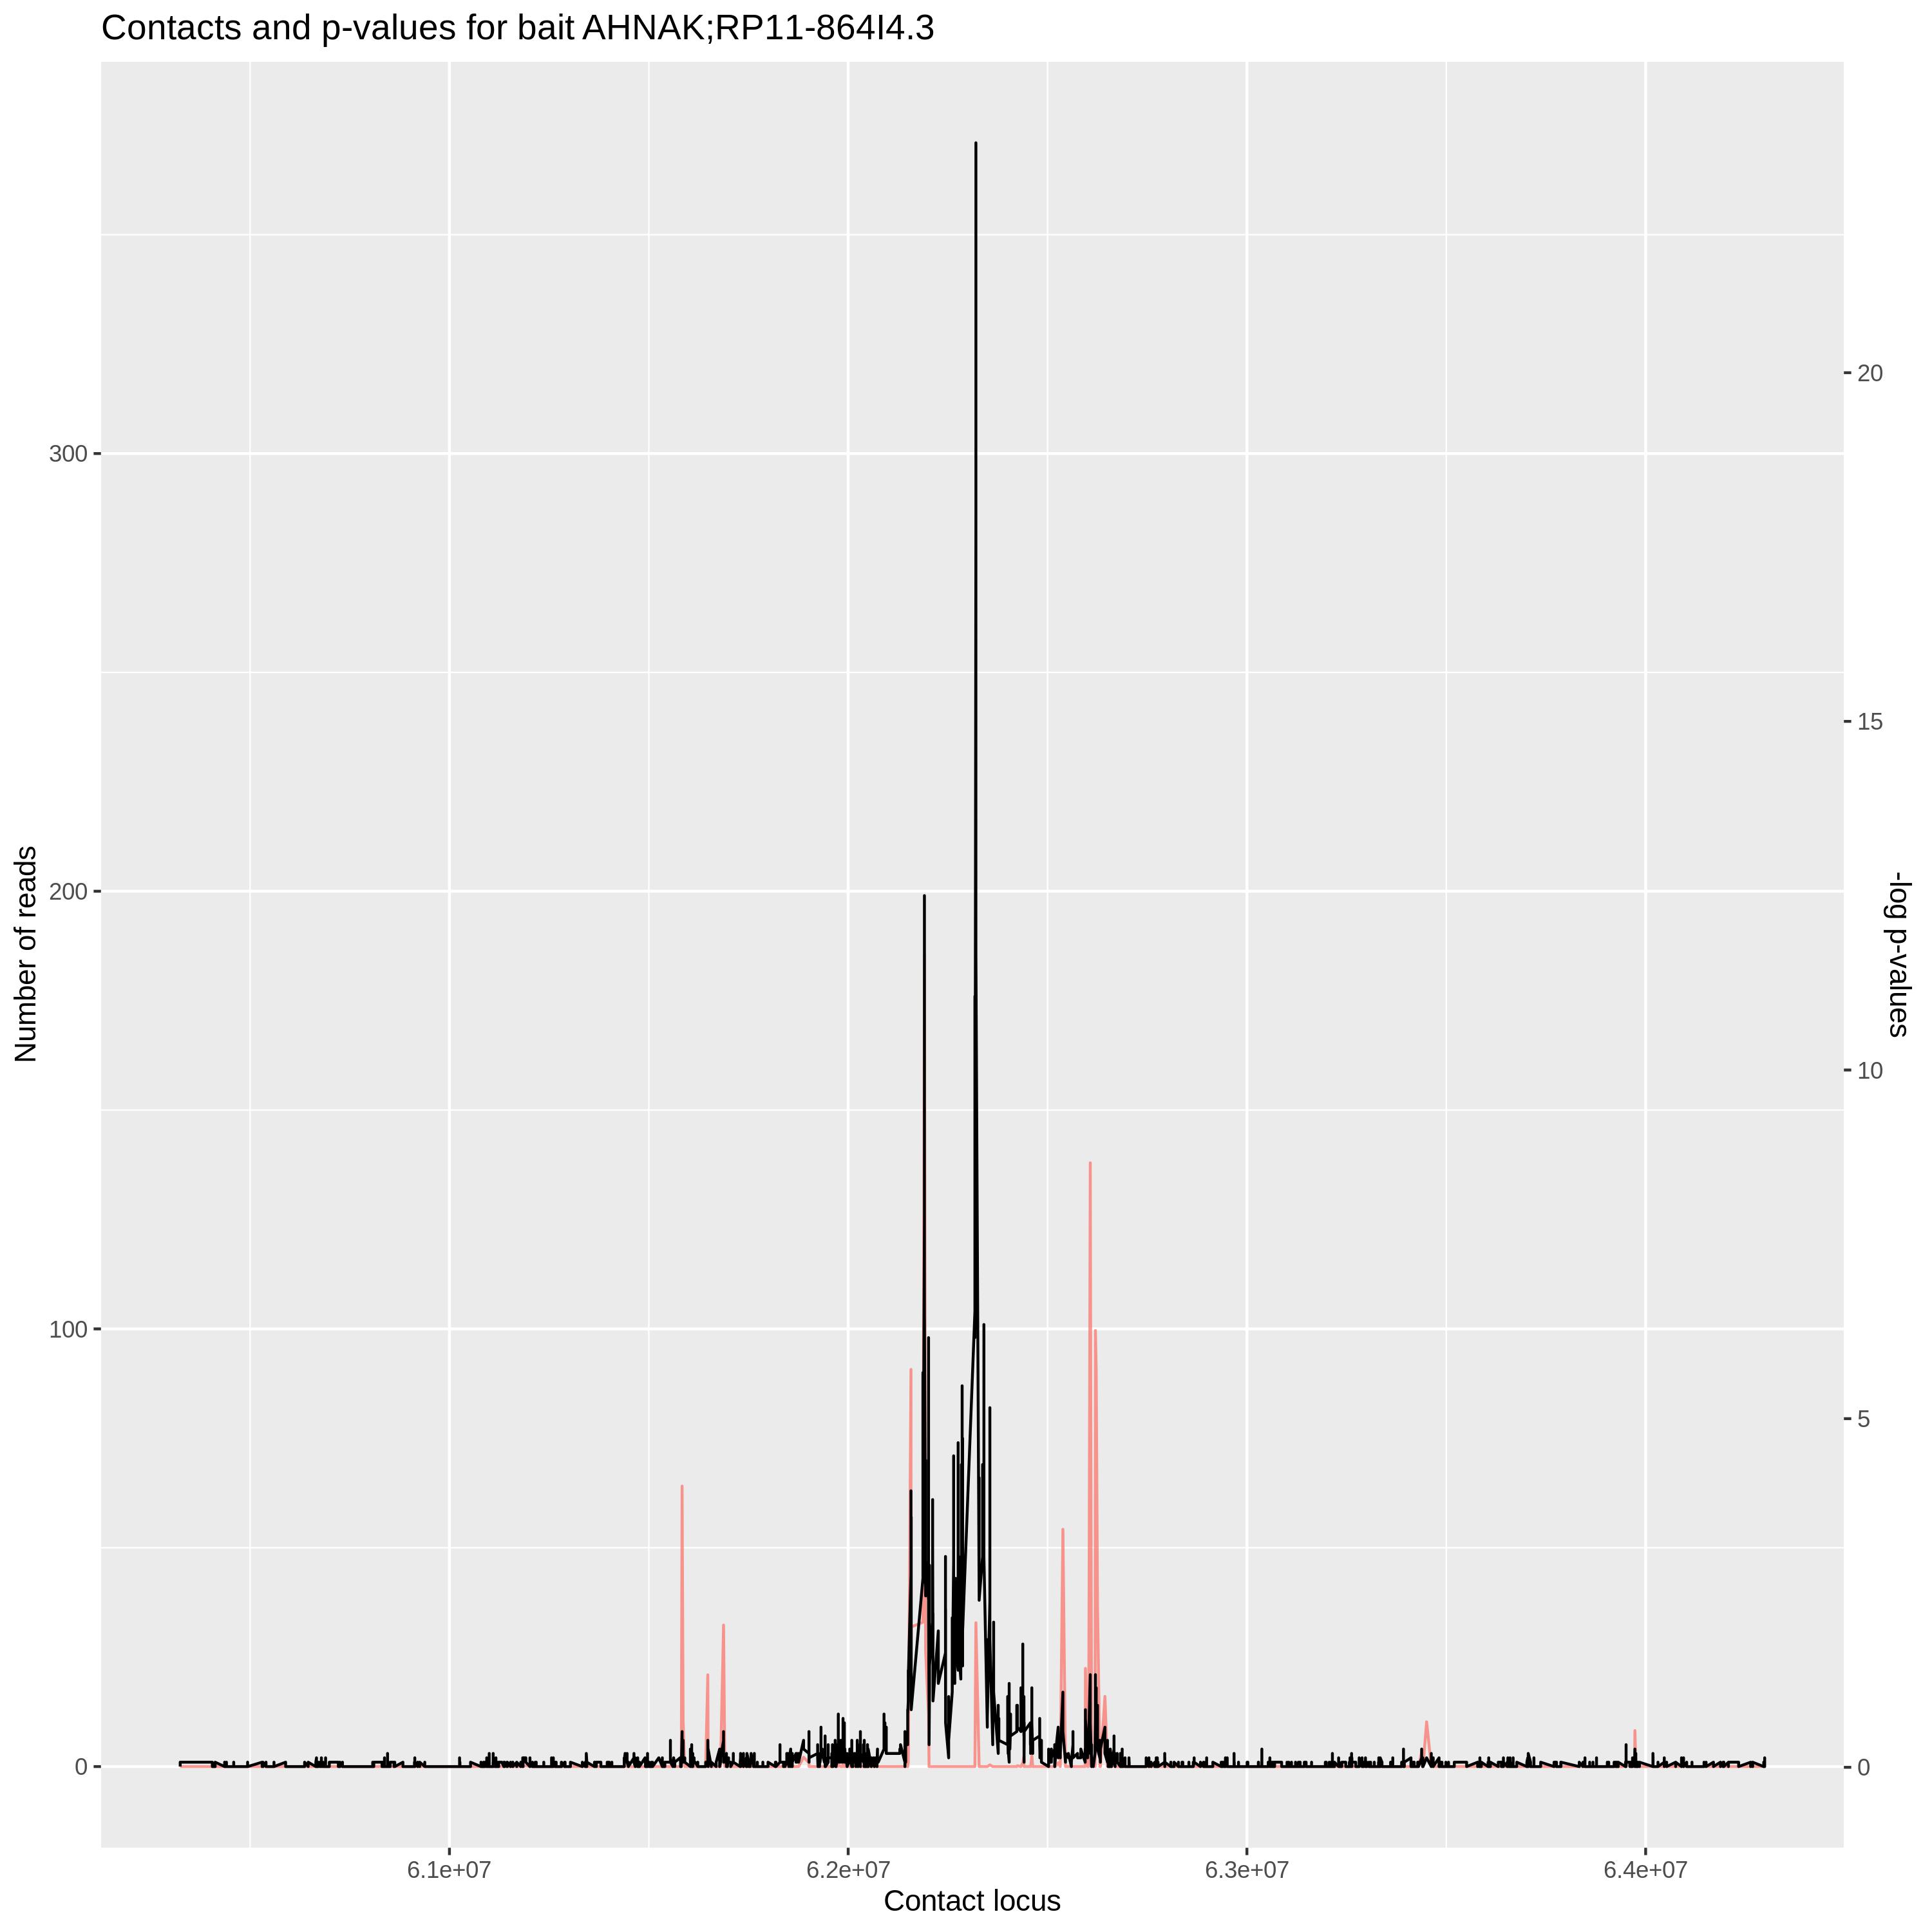 Contacts and p-values for bait AHNAK;RP11-864I4.3
Number of reads
300
200
100
0
20
15
10
5
0
-log p-values
6.1e+07 6.2e+07 6.3e+07 6.4e+07
Contact locus